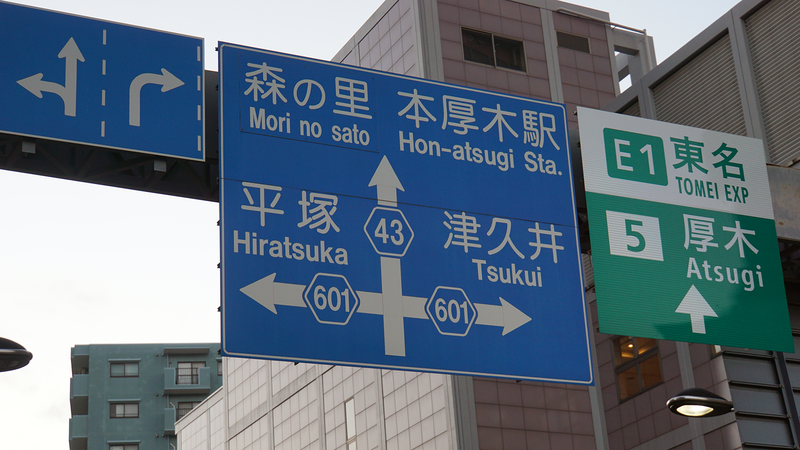 森の里 本厚木駅
Mori no sato Hon-atsugi Sta.
平塚 43 津久井
Hiratsuka Tsukui
601 601
E1 東名
TOMEI EXP
5 厚木
Atsugi